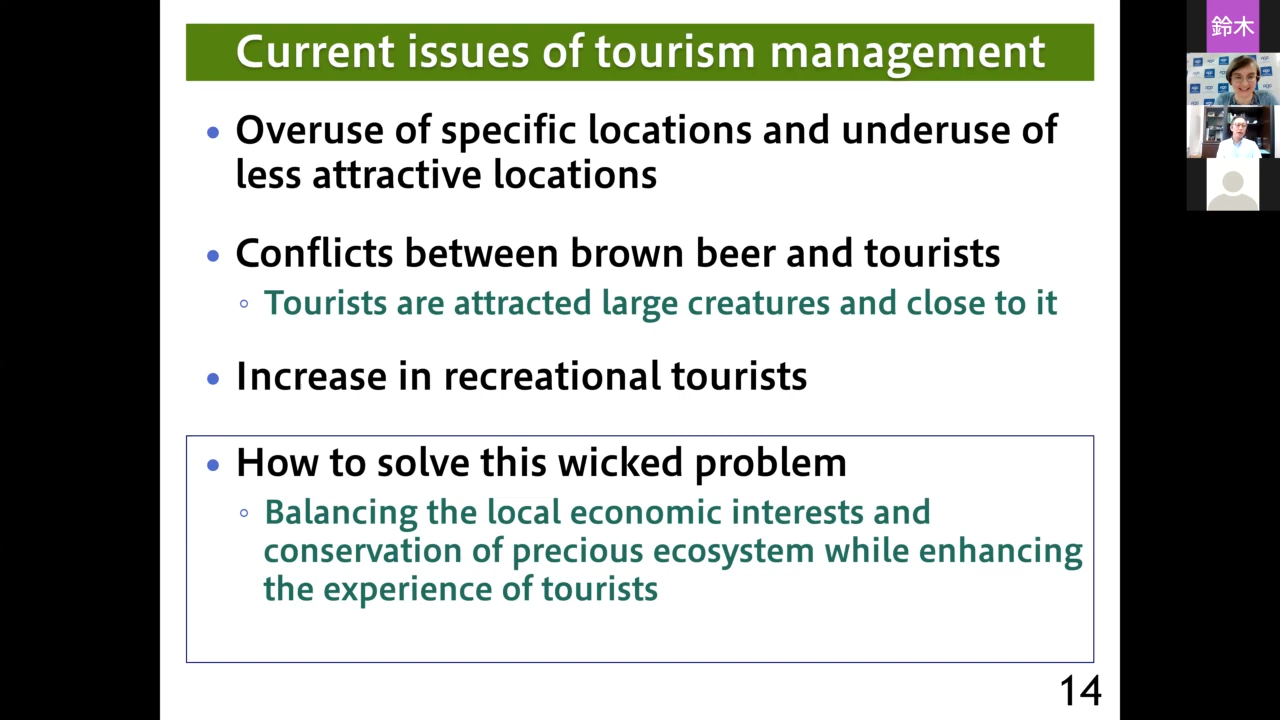 Current issues of tourism management
• Overuse of specific locations and underuse of
less attractive locations
• Conflicts between brown beer and tourists
◦ Tourists are attracted large creatures and close to it
• Increase in recreational tourists
• How to solve this wicked problem
◦ Balancing the local economic interests and
conservation of precious ecosystem while enhancing
the experience of tourists
14
鈴木